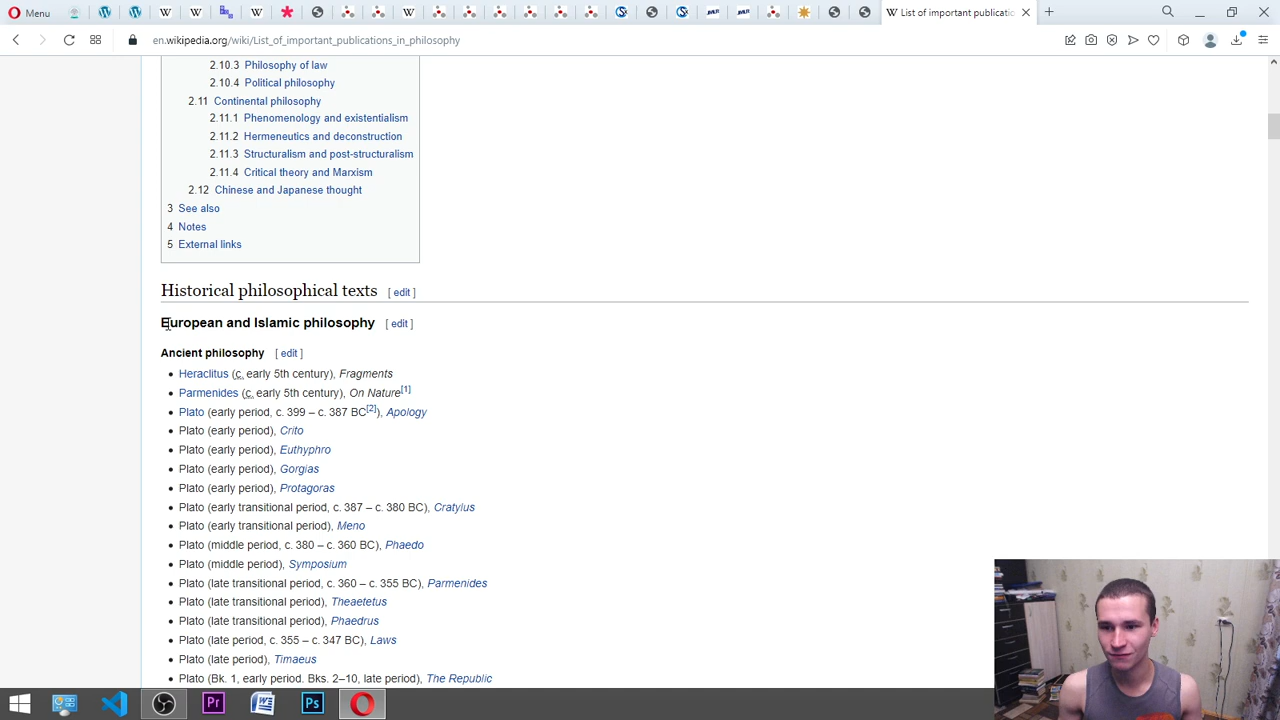 Menu
List of important publicatio
en.wikipedia.org/wiki/List_of_important_publications_in_philosophy
2.10.3 Philosophy of law
2.10.4 Political philosophy
2.11 Continental philosophy
2.11.1 Phenomenology and existentialism
2.11.2 Hermeneutics and deconstruction
2.11.3 Structuralism and post-structuralism
2.11.4 Critical theory and Marxism
2.12 Chinese and Japanese thought
3 See also
4 Notes
5 External links
Historical philosophical texts [ edit ]
European and Islamic philosophy [ edit ]
Ancient philosophy [ edit ]
• Heraclitus (c. early 5th century), Fragments
• Parmenides (c. early 5th century), On Nature[1]
• Plato (early period, c. 399 – c. 387 BC[2]), Apology
• Plato (early period), Crito
• Plato (early period), Euthyphro
• Plato (early period), Gorgias
• Plato (early period), Protagoras
• Plato (early transitional period, c. 387 – c. 380 BC), Cratylus
• Plato (early transitional period), Meno
• Plato (middle period, c. 380 – c. 360 BC), Phaedo
• Plato (middle period), Symposium
• Plato (late transitional period, c. 360 – c. 355 BC), Parmenides
• Plato (late transitional period), Theaetetus
• Plato (late transitional period), Phaedrus
• Plato (late period, c. 355 – c. 347 BC), Laws
• Plato (late period), Timaeus
• Plato (Bk. 1, early period. Bks. 2–10, late period), The Republic
Pr
Ps